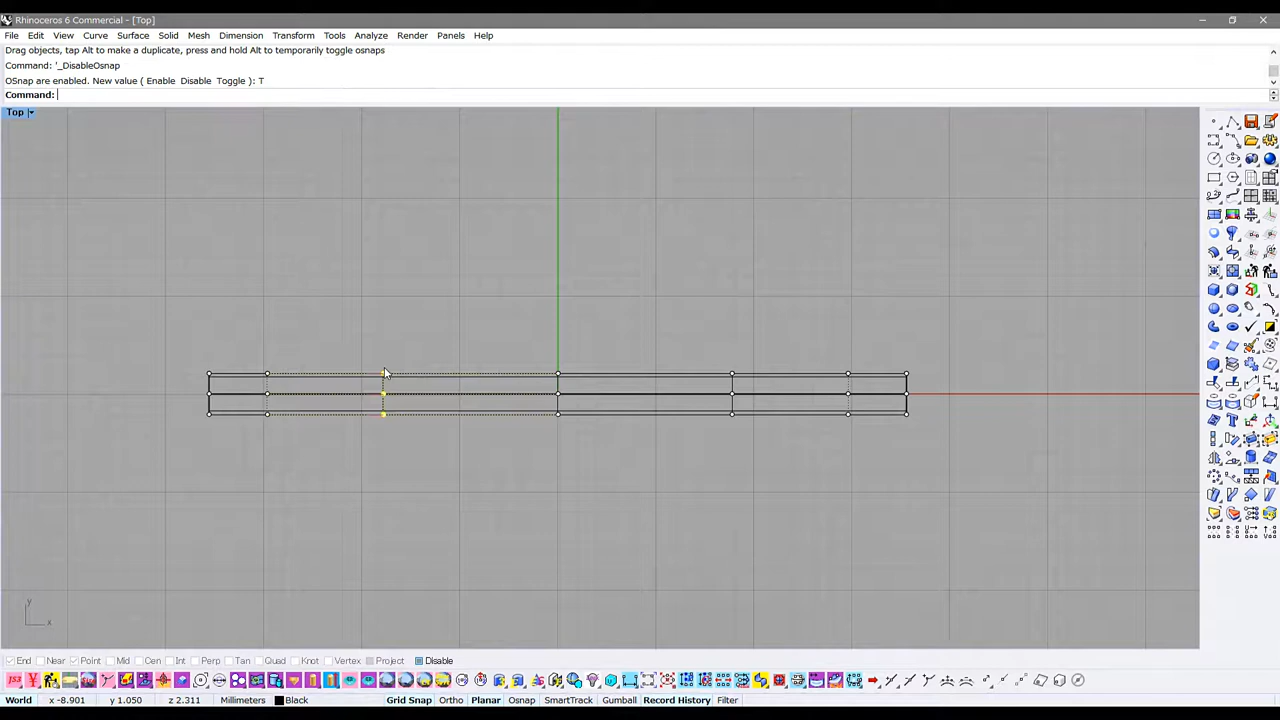 Rhinoceros 6 Commercial - [Top]
File Edit View Curve Surface Solid Mesh Dimension Transform Tools Analyze Render Panels Help
Drag objects, tap Alt to make a duplicate, press and hold Alt to temporarily toggle osnaps
Command: '_DisableOsnap
OSnap are enabled. New value ( Enable Disable Toggle ): T
Command:
Top
y
x
End Near Point Mid Cen Int Perp Tan Quad Knot Vertex Project Disable
World x -8.901 y 1.050 z 2.311 Millimeters Black Grid Snap Ortho Planar Osnap SmartTrack Gumball Record History Filter